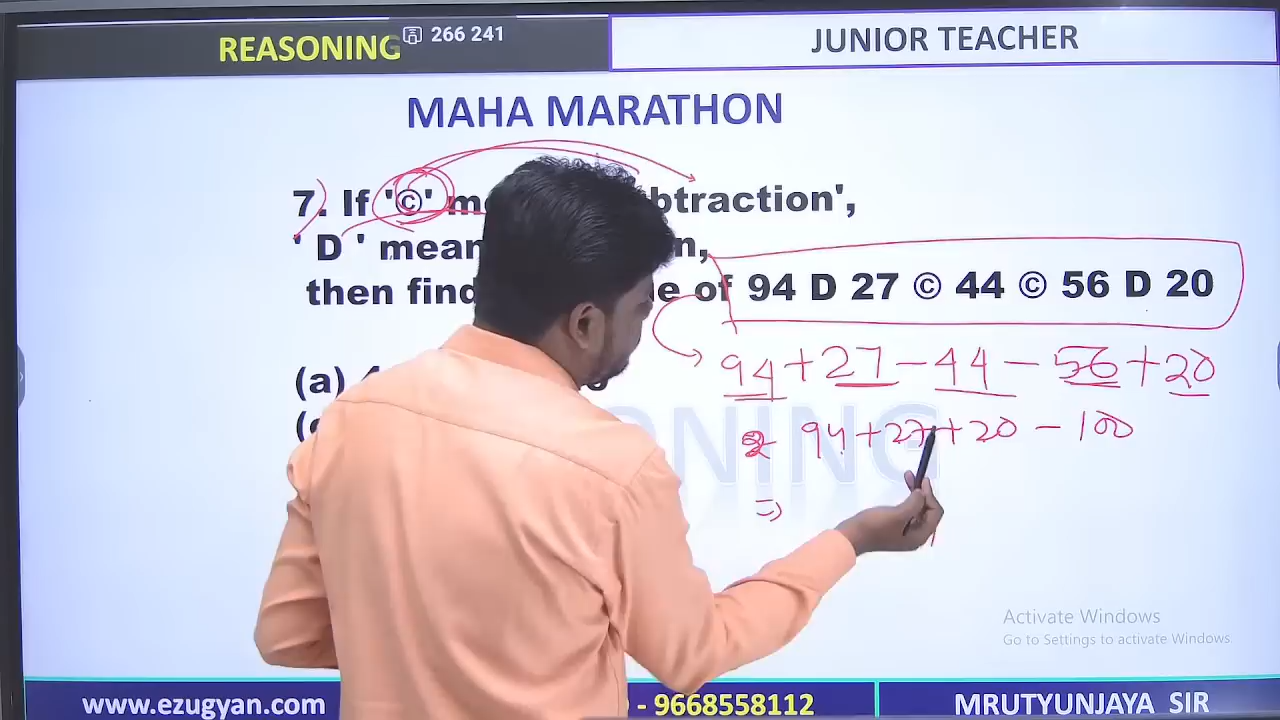 REASONING 266 241 JUNIOR TEACHER
MAHA MARATHON
7. If '©' btraction',
' D ' mean
then find of 94 D 27 © 44 © 56 D 20
94 + 27 - 44 - 56 + 20
(a)
94 + 27 + 20 - 100
=>
Activate Windows
Go to Settings to activate Windows.
www.ezugyan.com - 9668558112 MRUTYUNJAYA SIR